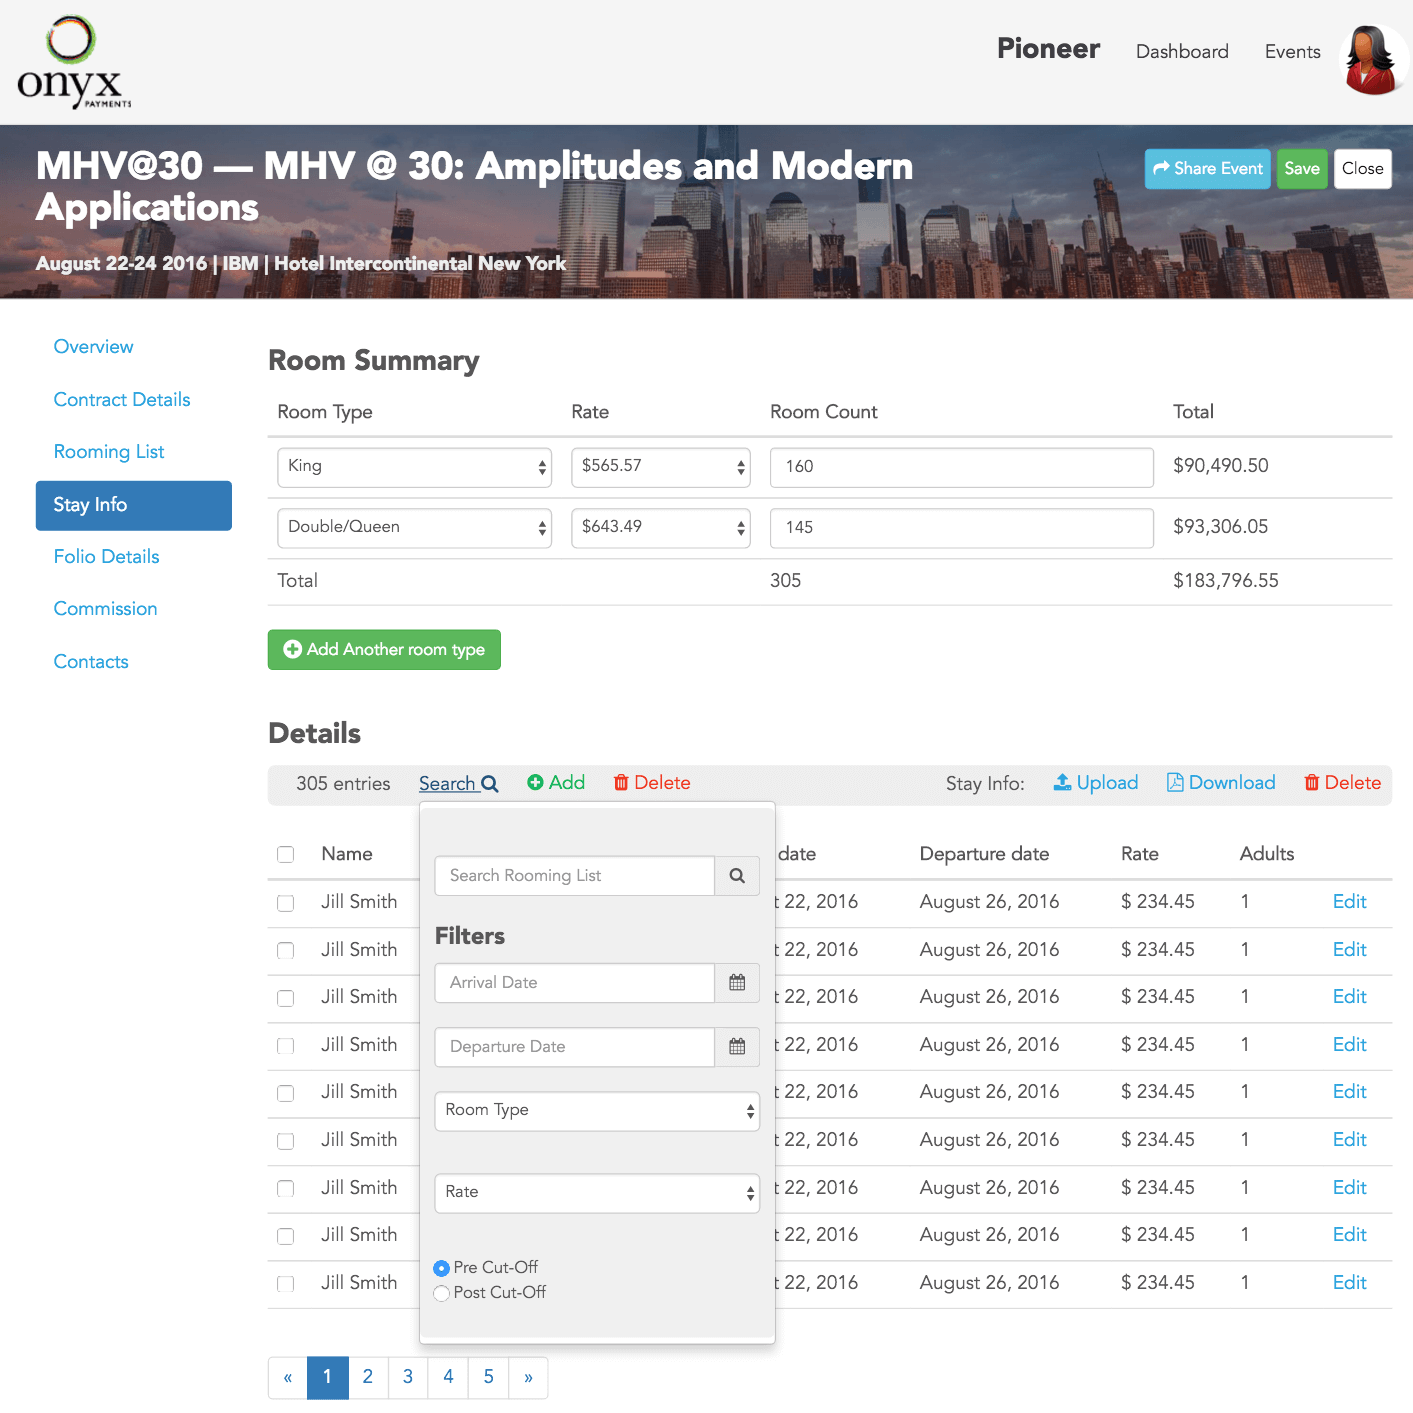 onyx
PAYMENTS
Pioneer Dashboard Events
MHV@30 — MHV @ 30: Amplitudes and Modern
Applications
August 22-24 2016 | IBM | Hotel Intercontinental New York
Share Event Save Close
Overview
Contract Details
Rooming List
Stay Info
Folio Details
Commission
Contacts
Room Summary
Room Type Rate Room Count Total
King $565.57 160 $90,490.50
Double/Queen $643.49 145 $93,306.05
Total 305 $183,796.55
Add Another room type
Details
305 entries Search Add Delete Stay Info: Upload Download Delete
Name date Departure date Rate Adults
Jill Smith t 22, 2016 August 26, 2016 $ 234.45 1 Edit
Jill Smith t 22, 2016 August 26, 2016 $ 234.45 1 Edit
Jill Smith t 22, 2016 August 26, 2016 $ 234.45 1 Edit
Jill Smith t 22, 2016 August 26, 2016 $ 234.45 1 Edit
Jill Smith t 22, 2016 August 26, 2016 $ 234.45 1 Edit
Jill Smith t 22, 2016 August 26, 2016 $ 234.45 1 Edit
Jill Smith t 22, 2016 August 26, 2016 $ 234.45 1 Edit
Jill Smith t 22, 2016 August 26, 2016 $ 234.45 1 Edit
Jill Smith t 22, 2016 August 26, 2016 $ 234.45 1 Edit
Search Rooming List
Filters
Arrival Date
Departure Date
Room Type
Rate
Pre Cut-Off
Post Cut-Off
« 1 2 3 4 5 »